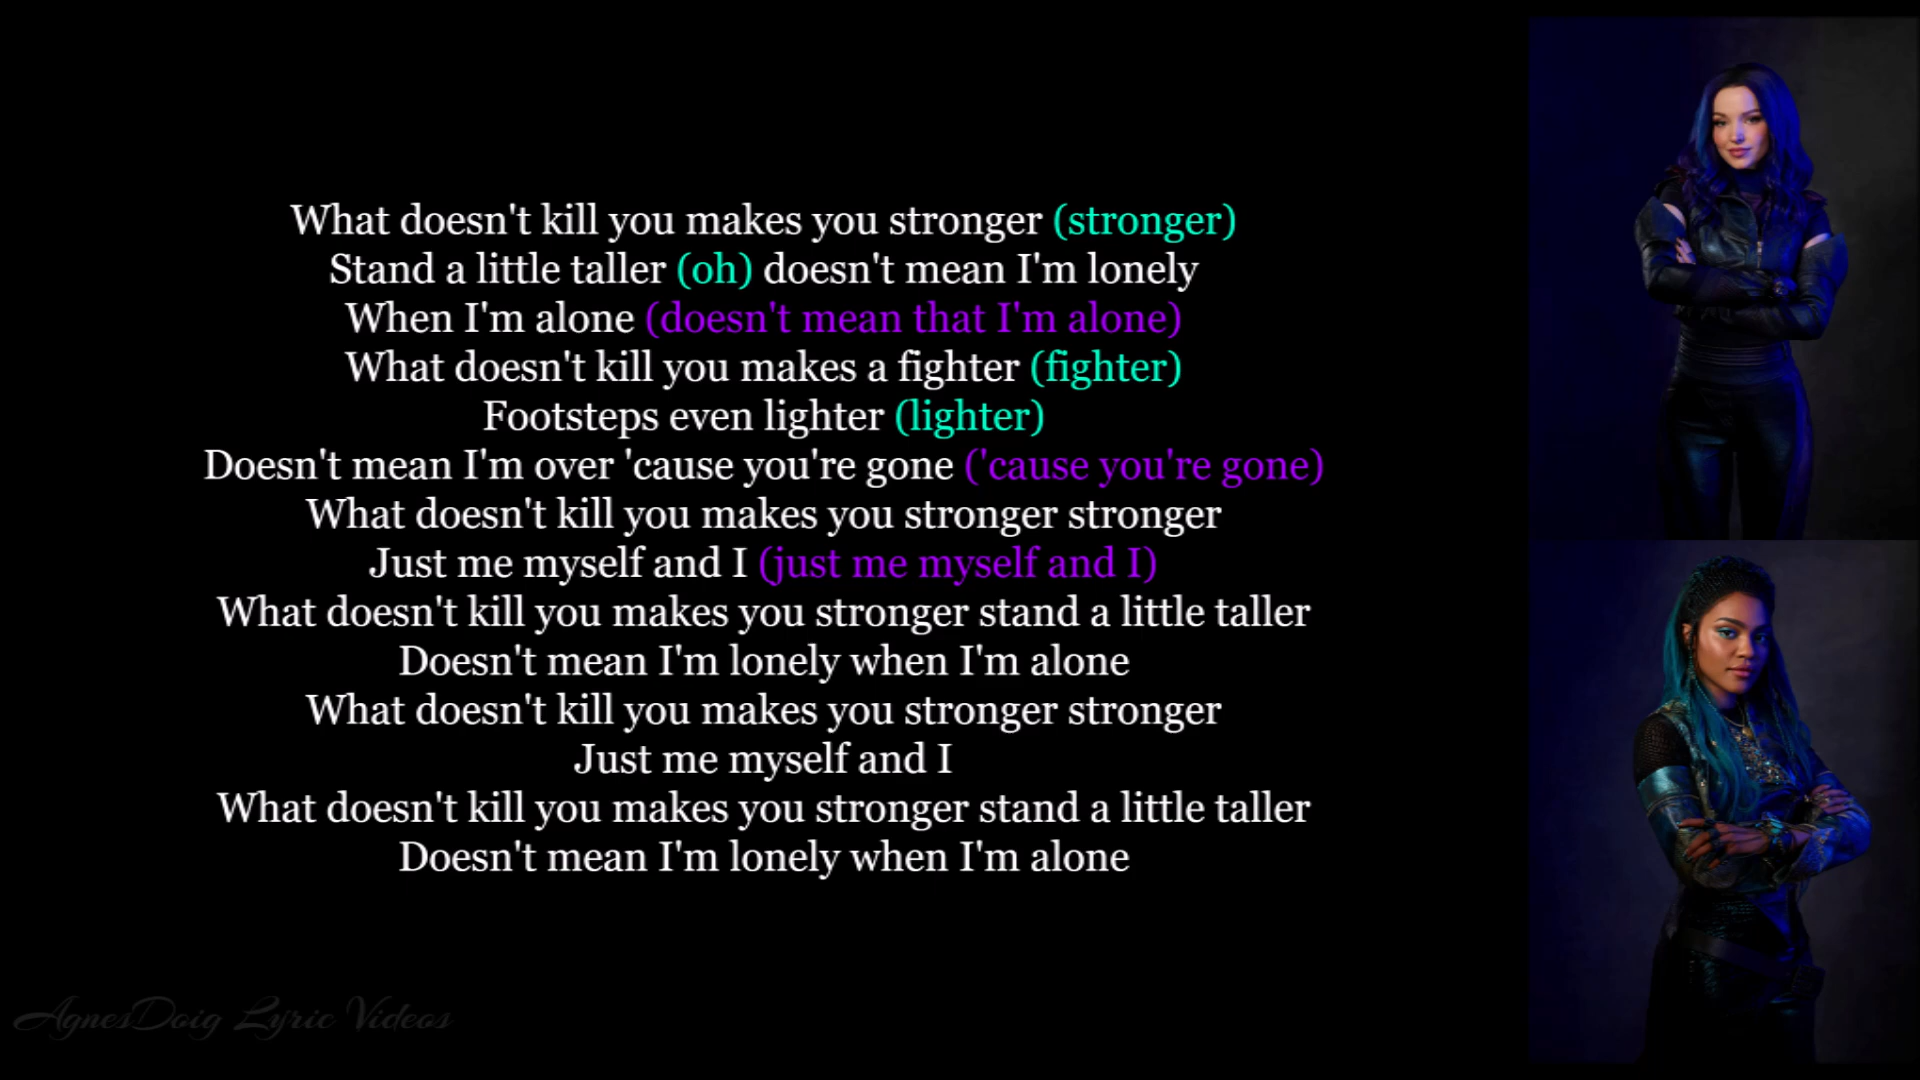 What doesn't kill you makes you stronger (stronger)
Stand a little taller (oh) doesn't mean I'm lonely
When I'm alone (doesn't mean that I'm alone)
What doesn't kill you makes a fighter (fighter)
Footsteps even lighter (lighter)
Doesn't mean I'm over 'cause you're gone ('cause you're gone)
What doesn't kill you makes you stronger stronger
Just me myself and I (just me myself and I)
What doesn't kill you makes you stronger stand a little taller
Doesn't mean I'm lonely when I'm alone
What doesn't kill you makes you stronger stronger
Just me myself and I
What doesn't kill you makes you stronger stand a little taller
Doesn't mean I'm lonely when I'm alone
AgnesDoig Lyric Videos